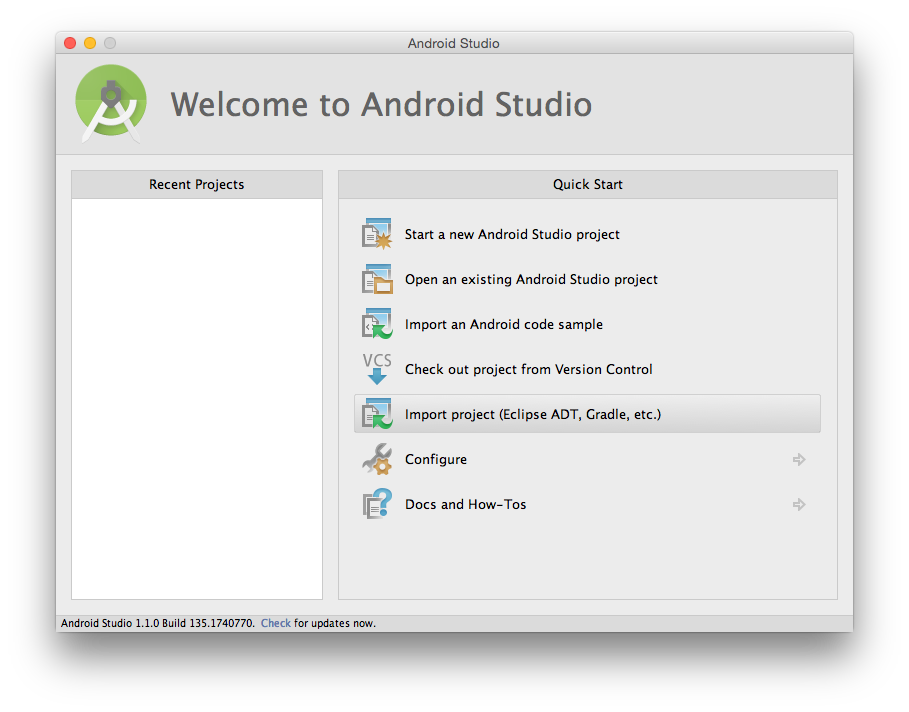 Android Studio
Welcome to Android Studio
Recent Projects
Quick Start
Start a new Android Studio project
Open an existing Android Studio project
Import an Android code sample
VCS
Check out project from Version Control
Import project (Eclipse ADT, Gradle, etc.)
Configure
Docs and How-Tos
Android Studio 1.1.0 Build 135.1740770. Check for updates now.